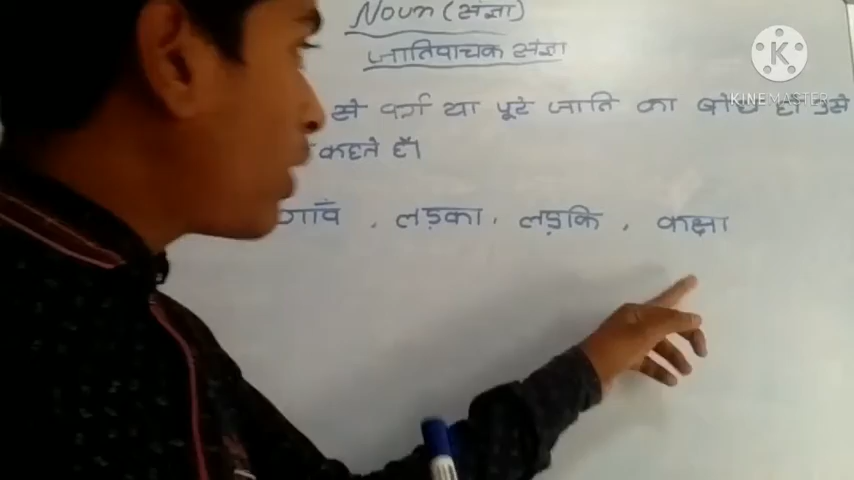 Noun (संज्ञा)
जातिवाचक संज्ञा
से वर्ग या पूरे जाति का बोध हो उसे
कहते हैं।
गाँव , लड़का , लड़कि , कक्षा
K
KINEMASTER